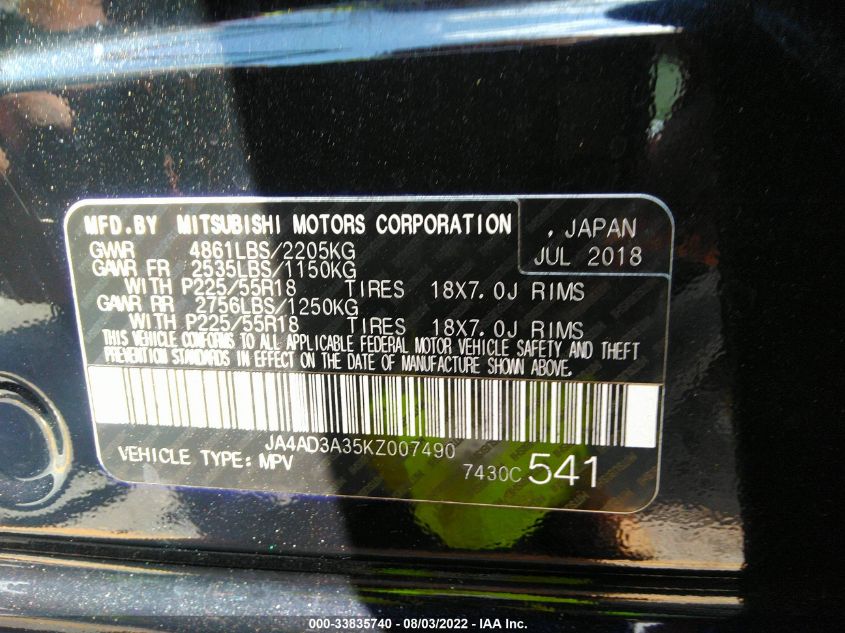 MFD.BY MITSUBISHI MOTORS CORPORATION , JAPAN
GVWR 4861LBS/2205KG JUL 2018
GAWR FR 2535LBS/1150KG
WITH P225/55R18 TIRES 18X7.0J RIMS
GAWR RR 2756LBS/1250KG
WITH P225/55R18 TIRES 18X7.0J RIMS
THIS VEHICLE CONFORMS TO ALL APPLICABLE FEDERAL MOTOR VEHICLE SAFETY AND THEFT
PREVENTION STANDARDS IN EFFECT ON THE DATE OF MANUFACTURE SHOWN ABOVE.
JA4AD3A35KZ007490
VEHICLE TYPE: MPV 7430C 541
000-33835740 - 08/03/2022 - © IAA Inc.